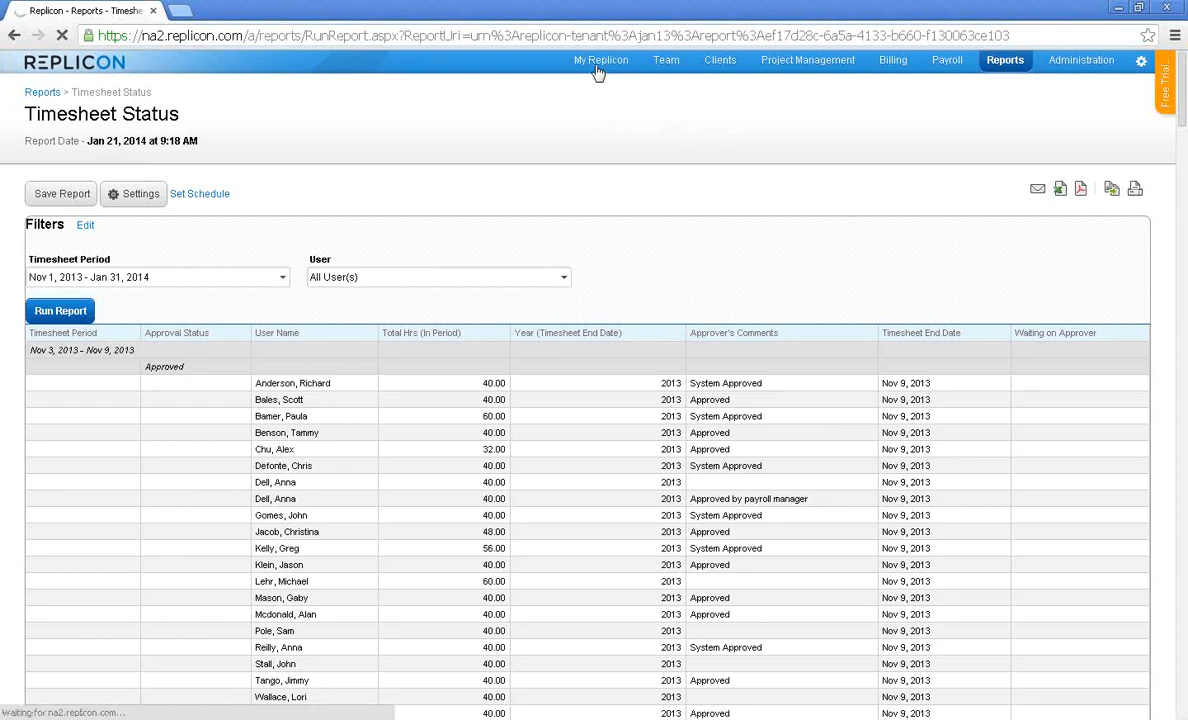 Replicon - Reports - Timeshe
https://na2.replicon.com/a/reports/RunReport.aspx?ReportUri=urn%3Areplicon-tenant%3Ajan13%3Areport%3Aef17d28c-6a5a-4133-b660-f130063ce103
REPLICON My Replicon Team Clients Project Management Billing Payroll Reports Administration
Free Trial...
Reports > Timesheet Status
Timesheet Status
Report Date - Jan 21, 2014 at 9:18 AM
Save Report Settings Set Schedule
Filters Edit
Timesheet Period User
Nov 1, 2013 - Jan 31, 2014 All User(s)
Run Report
Timesheet Period Approval Status User Name Total Hrs (In Period) Year (Timesheet End Date) Approver's Comments Timesheet End Date Waiting on Approver
Nov 3, 2013 - Nov 9, 2013
Approved
Anderson, Richard 40.00 2013 System Approved Nov 9, 2013
Bales, Scott 40.00 2013 Approved Nov 9, 2013
Bamer, Paula 60.00 2013 System Approved Nov 9, 2013
Benson, Tammy 40.00 2013 Approved Nov 9, 2013
Chu, Alex 32.00 2013 Approved Nov 9, 2013
Defonte, Chris 40.00 2013 System Approved Nov 9, 2013
Dell, Anna 40.00 2013 Nov 9, 2013
Dell, Anna 40.00 2013 Approved by payroll manager Nov 9, 2013
Gomes, John 40.00 2013 System Approved Nov 9, 2013
Jacob, Christina 48.00 2013 Approved Nov 9, 2013
Kelly, Greg 56.00 2013 System Approved Nov 9, 2013
Klein, Jason 40.00 2013 Approved Nov 9, 2013
Lehr, Michael 60.00 2013 Nov 9, 2013
Mason, Gaby 40.00 2013 Approved Nov 9, 2013
Mcdonald, Alan 40.00 2013 Approved Nov 9, 2013
Pole, Sam 40.00 2013 Nov 9, 2013
Reilly, Anna 40.00 2013 System Approved Nov 9, 2013
Stall, John 40.00 2013 Nov 9, 2013
Tango, Jimmy 40.00 2013 Approved Nov 9, 2013
Wallace, Lori 40.00 2013 Nov 9, 2013
40.00 2013 Approved Nov 9, 2013
Waiting for na2.replicon.com...